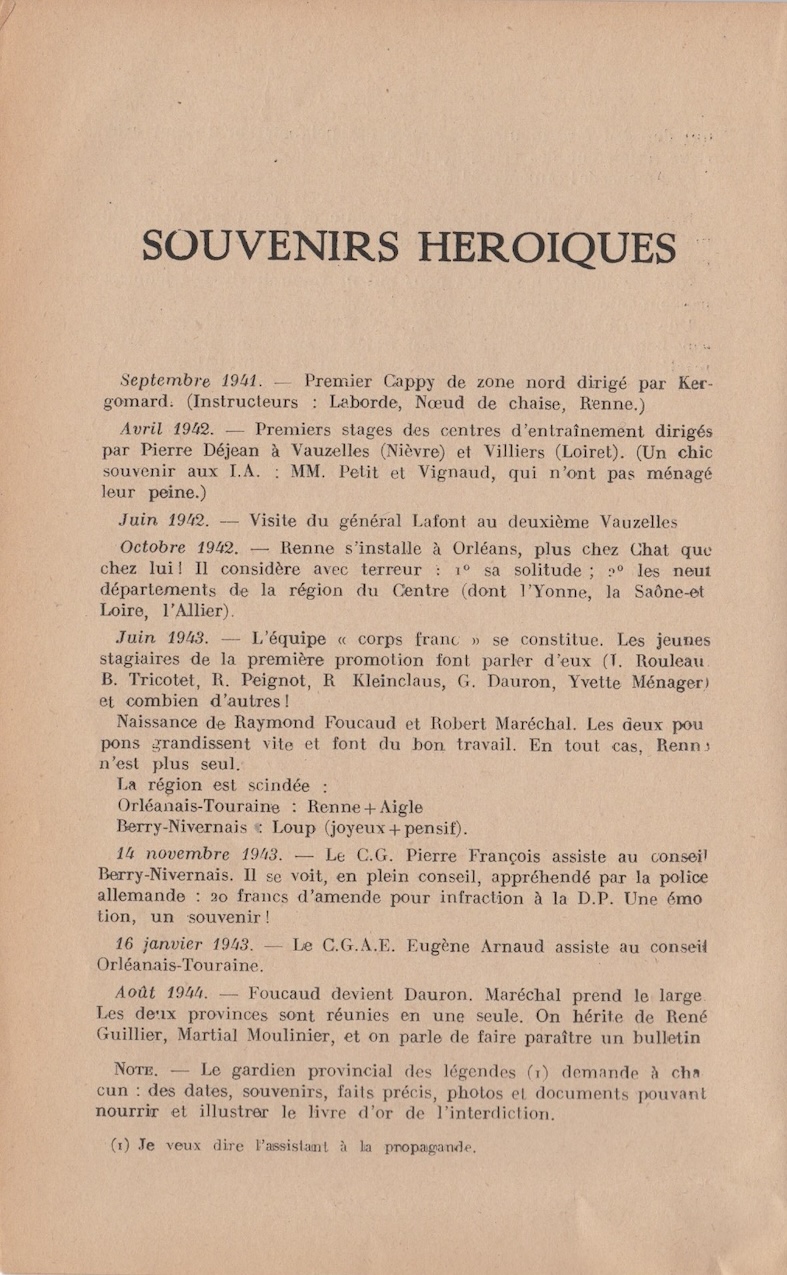 SOUVENIRS HEROIQUES
Septembre 1941. — Premier Cappy de zone nord dirigé par Ker-
gomard. (Instructeurs : Laborde, Nœud de chaise, Renne.)
Avril 1942. — Premiers stages des centres d'entraînement dirigés
par Pierre Déjean à Vauzelles (Nièvre) et Villiers (Loiret). (Un chic
souvenir aux I.A. : MM. Petit et Vignaud, qui n'ont pas ménagé
leur peine.)
Juin 1942. — Visite du général Lafont au deuxième Vauzelles
Octobre 1942. — Renne s'installe à Orléans, plus chez Chat que
chez lui! Il considère avec terreur : 1° sa solitude ; 2° les neuf
départements de la région du Centre (dont l'Yonne, la Saône-et
Loire, l'Allier).
Juin 1943. — L'équipe « corps franc » se constitue. Les jeunes
stagiaires de la première promotion font parler d'eux (T. Rouleau
B. Tricotet, R. Peignot, R Kleinclaus, G. Dauron, Yvette Ménager)
et combien d'autres!
Naissance de Raymond Foucaud et Robert Maréchal. Les deux pou
pons grandissent vite et font du bon travail. En tout cas, Renne
n'est plus seul.
La région est scindée :
Orléanais-Touraine : Renne + Aigle
Berry-Nivernais : Loup (joyeux + pensif).
14 novembre 1943. — Le C.G. Pierre François assiste au conseil
Berry-Nivernais. Il se voit, en plein conseil, appréhendé par la police
allemande : 20 francs d'amende pour infraction à la D.P. Une émo
tion, un souvenir!
16 janvier 1943. — Le C.G.A.E. Eugène Arnaud assiste au conseil
Orléanais-Touraine.
Août 1944. — Foucaud devient Dauron. Maréchal prend le large
Les deux provinces sont réunies en une seule. On hérite de René
Guillier, Martial Moulinier, et on parle de faire paraître un bulletin
NOTE. — Le gardien provincial des légendes (1) demande à cha
cun : des dates, souvenirs, faits précis, photos et documents pouvant
nourrir et illustrer le livre d'or de l'interdiction.
(1) Je veux dire l'assistant à la propagande.